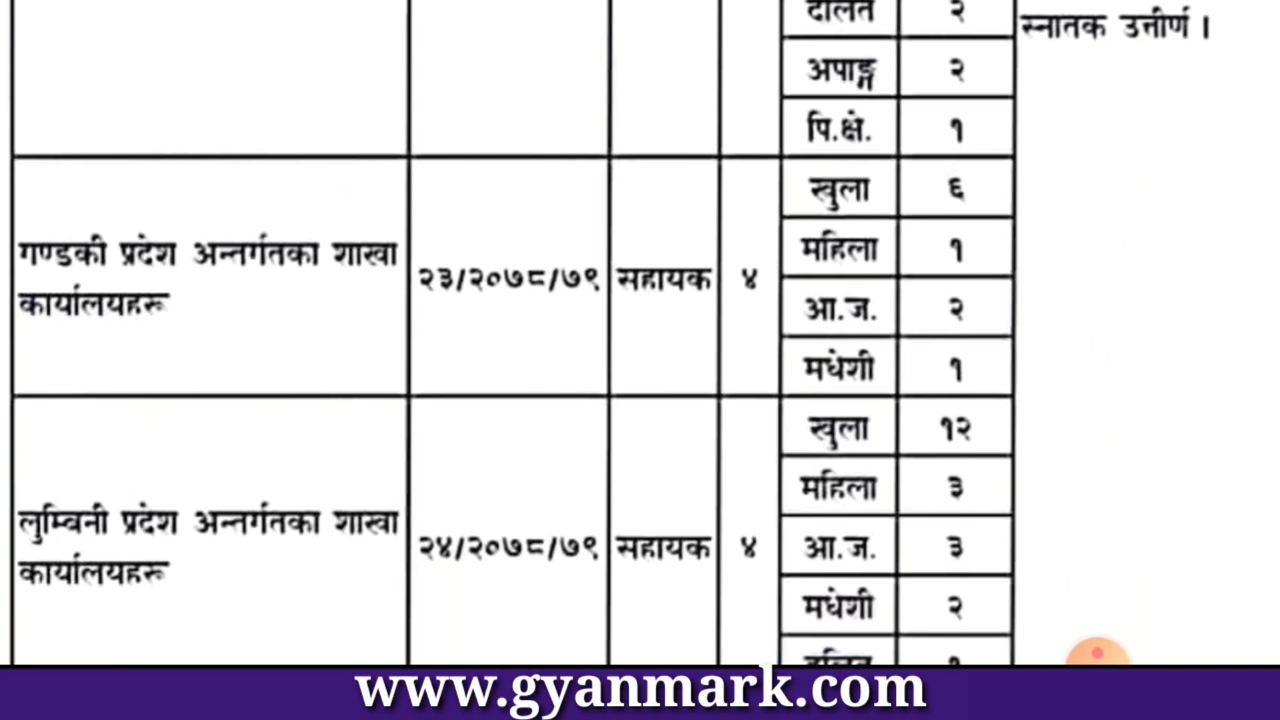 दलित २
स्नातक उत्तीर्ण ।
अपाङ्ग २
पि.क्षे. १
गण्डकी प्रदेश अन्तर्गतका शाखा
कार्यालयहरू
२३/२०७८/७९ सहायक ४
खुला ६
महिला १
आ.ज. २
मधेशी १
लुम्बिनी प्रदेश अन्तर्गतका शाखा
कार्यालयहरू
२४/२०७८/७९ सहायक ४
खुला १२
महिला ३
आ.ज. ३
मधेशी २
दलित
www.gyanmark.com